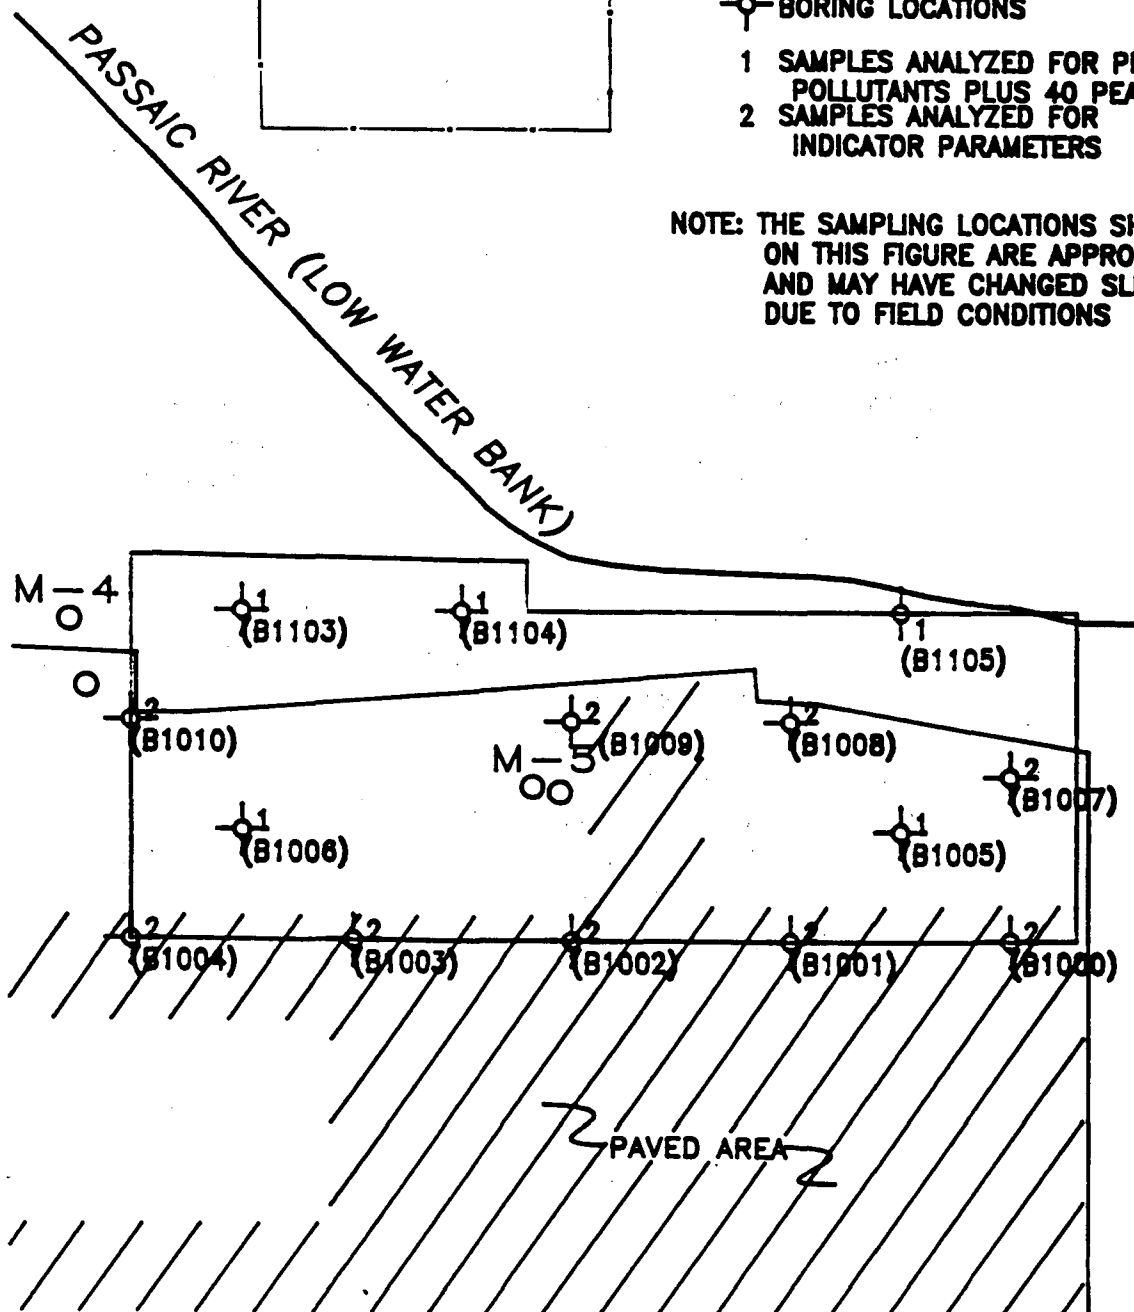 BORING LOCATIONS
1 SAMPLES ANALYZED FOR
POLLUTANTS PLUS 40
2 SAMPLES ANALYZED FOR
INDICATOR PARAMETERS
NOTE: THE SAMPLING LOCATIONS
ON THIS FIGURE ARE
AND MAY HAVE CHANGED
DUE TO FIELD CONDITIONS
PASSAIC RIVER (LOW WATER BANK)
M-4
1
(B1103)
1
(B1104)
1
(B1105)
2
(B1010)
2
(B1009)
2
(B1008)
M-5
2
(B1007)
1
(B1006)
1
(B1005)
2
(B1004)
2
(B1003)
2
(B1002)
2
(B1001)
2
(B1000)
PAVED AREA